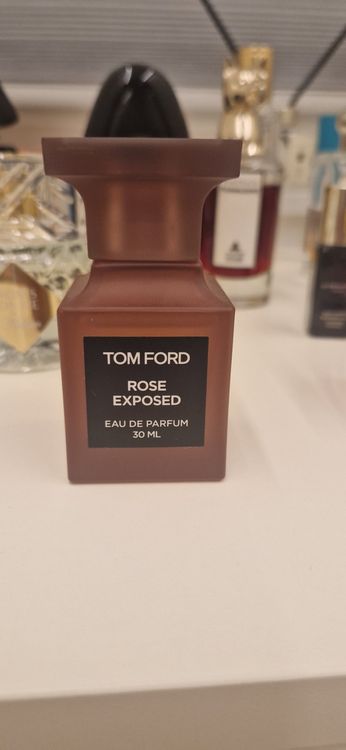 TOM FORD
ROSE
EXPOSED
EAU DE PARFUM
30 ML